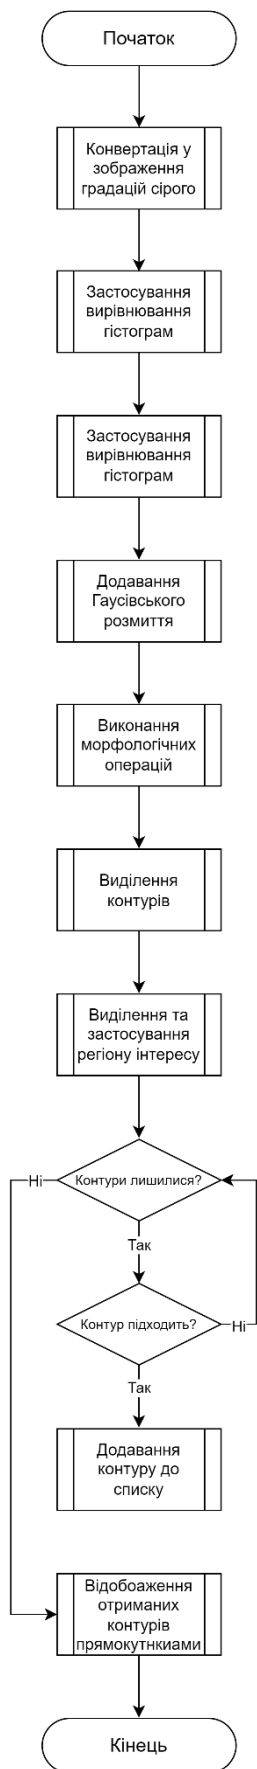 Початок
Конвертація у
зображення
градацій сірого
Застосування
вирівнювання
гістограм
Застосування
вирівнювання
гістограм
Додавання
Гаусівського
розмиття
Виконання
морфологічних
операцій
Виділення
контурів
Виділення та
застосування
регіону інтересу
Ні
Контури лишилися?
Так
Контур підходить?
Ні
Так
Додавання
контуру до
списку
Відобоаження
отриманих
контурів
прямокутнкиами
Кінець